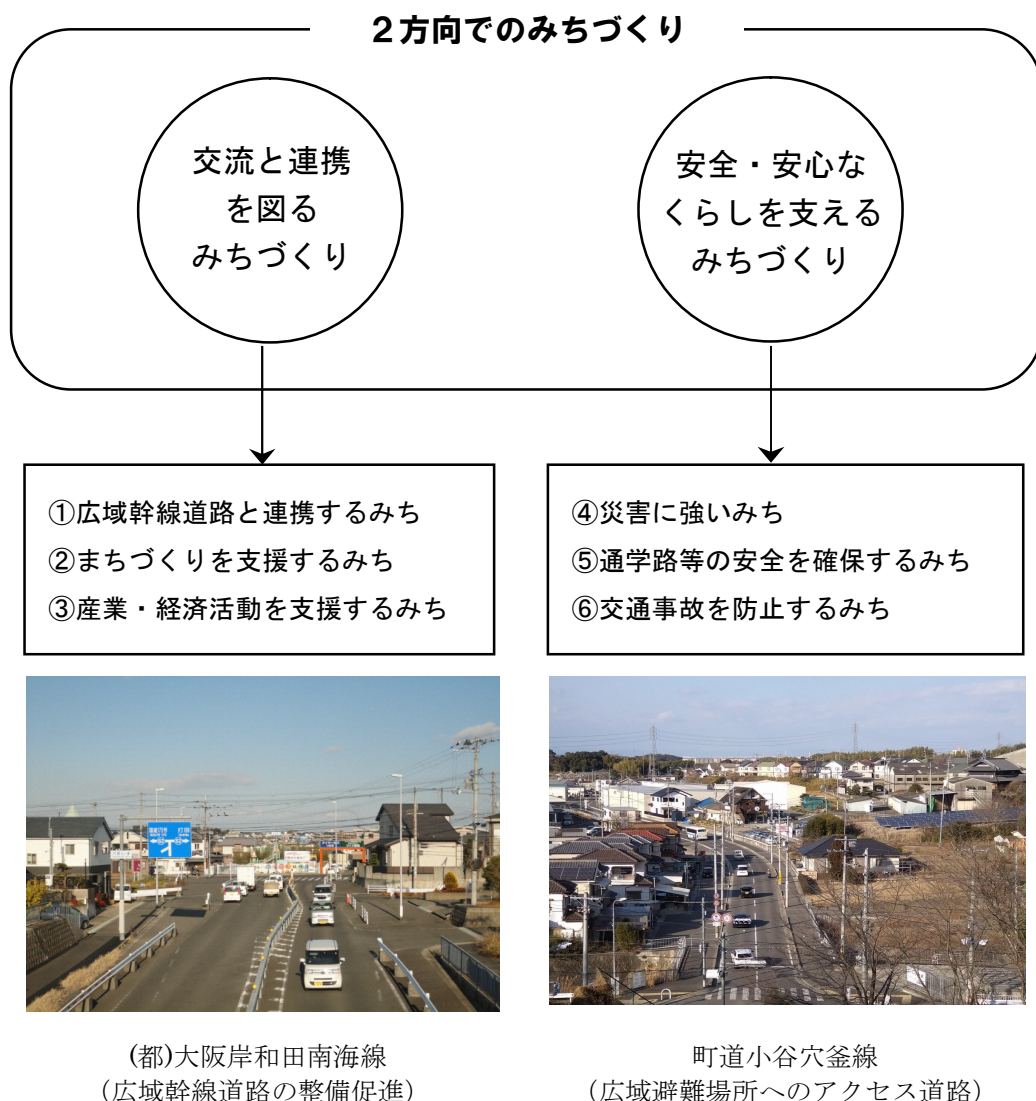 ２方向でのみちづくり
交流と連携
を図る
みちづくり
安全・安心な
くらしを支える
みちづくり
①広域幹線道路と連携するみち
②まちづくりを支援するみち
③産業・経済活動を支援するみち
④災害に強いみち
⑤通学路等の安全を確保するみち
⑥交通事故を防止するみち
(都)大阪岸和田南海線
（広域幹線道路の整備促進）
町道小谷穴釜線
（広域避難場所へのアクセス道路）